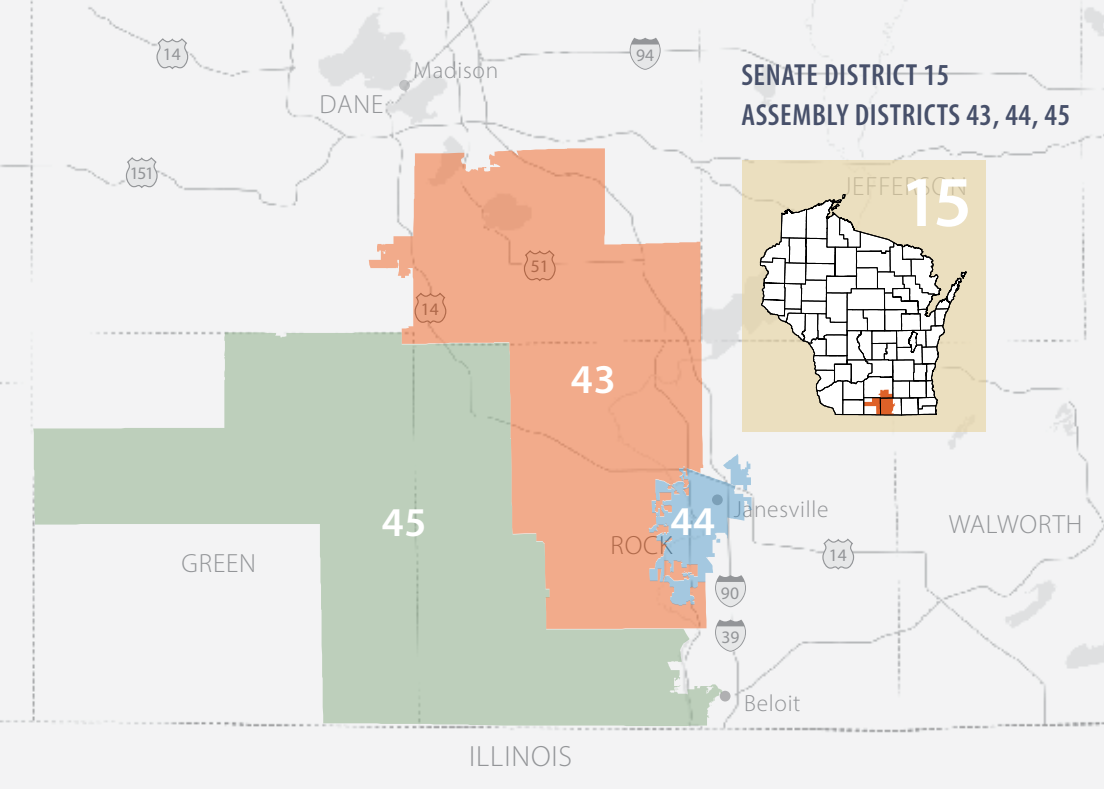 14
Madison
94
DANE
SENATE DISTRICT 15
ASSEMBLY DISTRICTS 43, 44, 45
151
JEFFERSON
15
51
14
43
45
44
Janesville
ROCK
WALWORTH
GREEN
14
90
39
Beloit
ILLINOIS